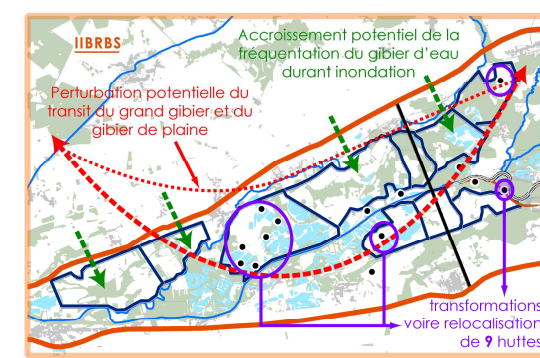 IIBRBS
Accroissement potentiel de la
fréquentation du gibier d'eau
durant inondation
Perturbation potentielle du
transit du grand gibier et du
gibier de plaine
transformations
voire relocalisation
de 9 huttes